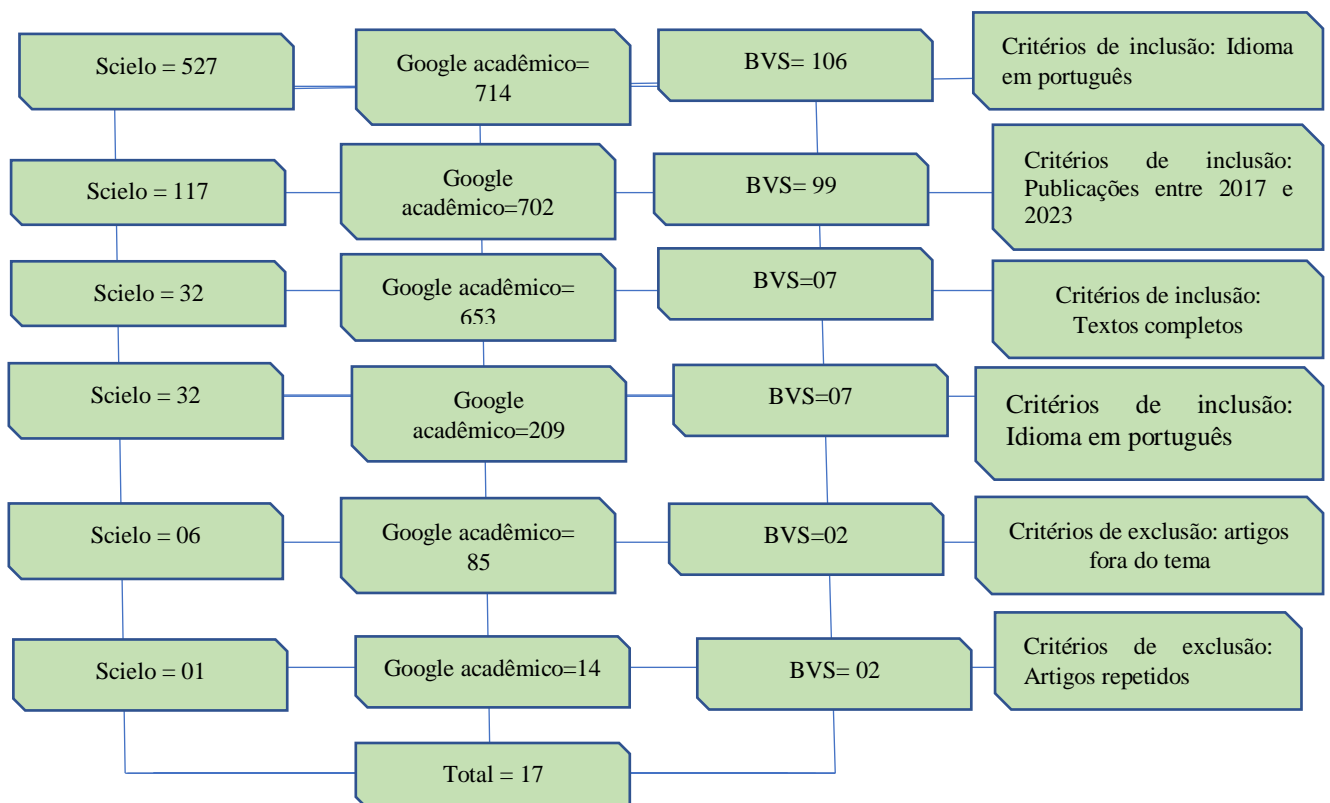 Scielo = 527
Google acadêmico=
714
BVS= 106
Critérios de inclusão: Idioma
em português
Scielo = 117
Google
acadêmico=702
BVS= 99
Critérios de inclusão:
Publicações entre 2017 e
2023
Scielo = 32
Google acadêmico=
653
BVS=07
Critérios de inclusão:
Textos completos
Scielo = 32
Google
acadêmico=209
BVS=07
Critérios de inclusão:
Idioma em português
Scielo = 06
Google acadêmico=
85
BVS=02
Critérios de exclusão: artigos
fora do tema
Scielo = 01
Google acadêmico=14
BVS= 02
Critérios de exclusão:
Artigos repetidos
Total = 17